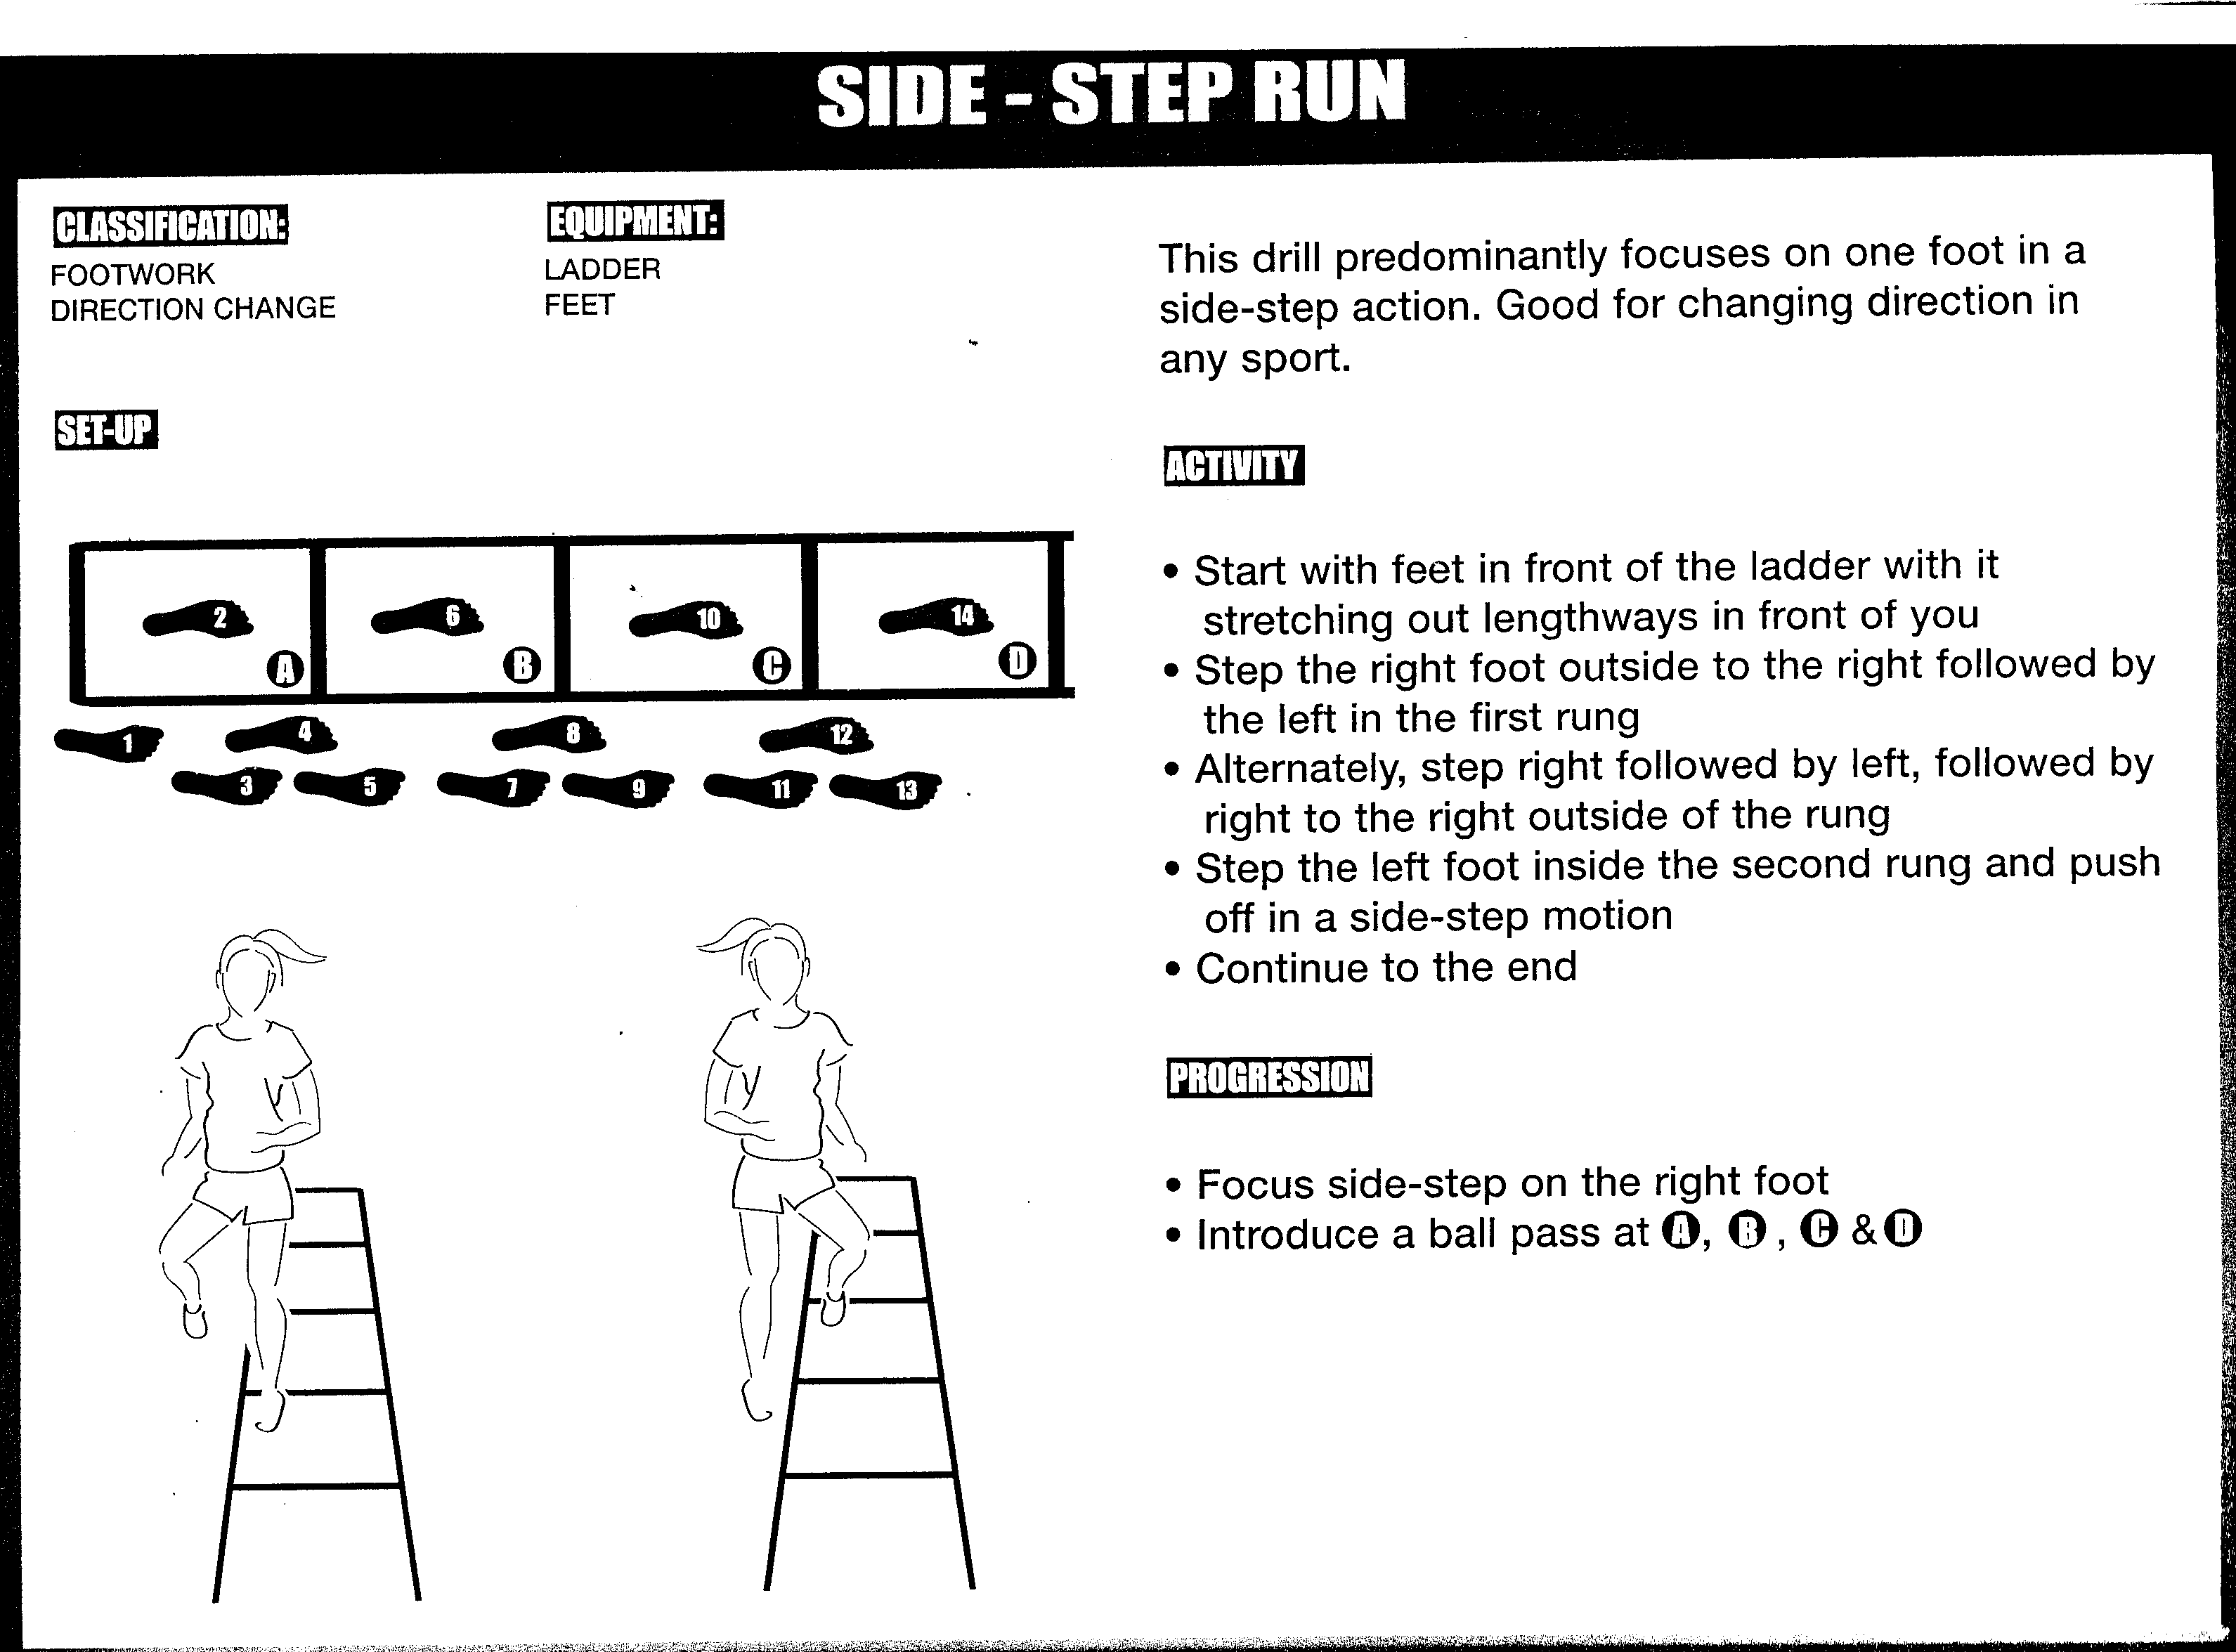 SIDE - STEP RUN
CLASSIFICATION:
FOOTWORK
DIRECTION CHANGE
EQUIPMENT:
LADDER
FEET
SET-UP
2
6
10
14
A
B
C
D
1
4
8
12
3
5
7
9
11
13
This drill predominantly focuses on one foot in a
side-step action. Good for changing direction in
any sport.
ACTIVITY
• Start with feet in front of the ladder with it
stretching out lengthways in front of you
• Step the right foot outside to the right followed by
the left in the first rung
• Alternately, step right followed by left, followed by
right to the right outside of the rung
• Step the left foot inside the second rung and push
off in a side-step motion
• Continue to the end
PROGRESSION
• Focus side-step on the right foot
• Introduce a ball pass at A, B , C & D